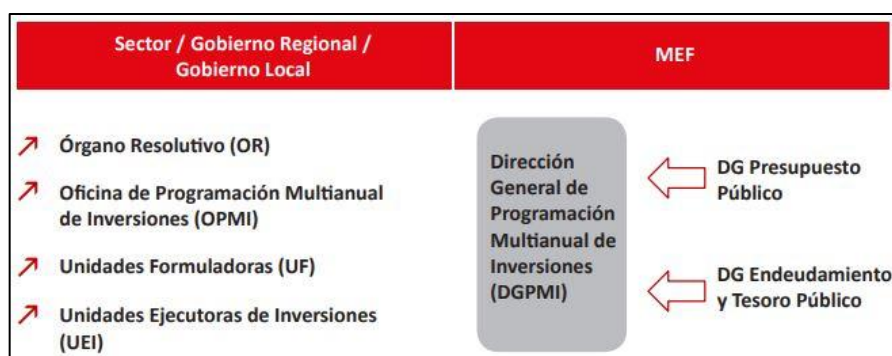 Sector / Gobierno Regional /
Gobierno Local
MEF
Órgano Resolutivo (OR)
Oficina de Programación Multianual
de Inversiones (OPMI)
Unidades Formuladoras (UF)
Unidades Ejecutoras de Inversiones
(UEI)
Dirección
General de
Programación
Multianual de
Inversiones
(DGPMI)
DG Presupuesto
Público
DG Endeudamiento
y Tesoro Público